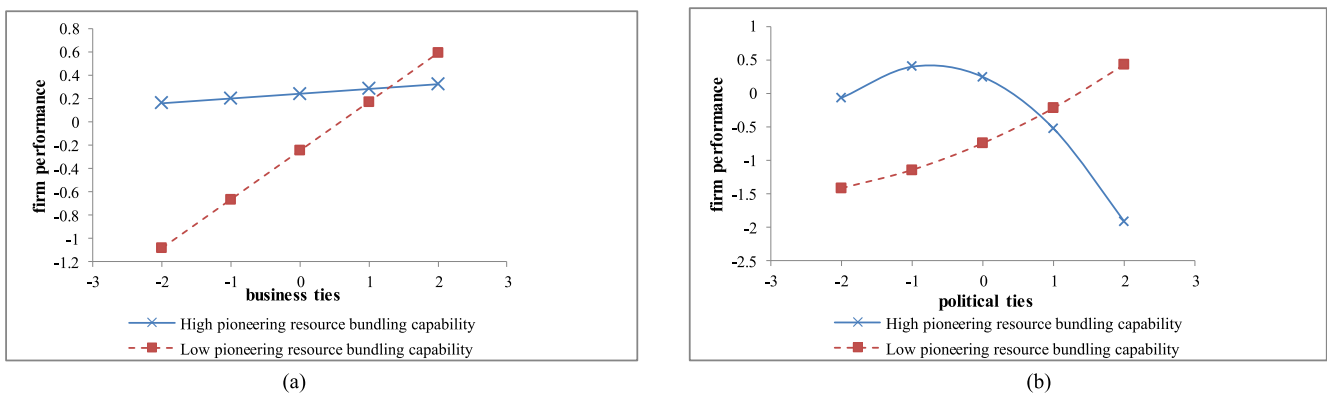 0.8
0.6
0.4
0.2
0
-0.2
-0.4
-0.6
-0.8
-1
-1.2
firm performance
-3 -2 -1 0 1 2 3
business ties
High pioneering resource bundling capability
Low pioneering resource bundling capability
(a)
1
0.5
0
-0.5
-1
-1.5
-2
-2.5
firm performance
-3 -2 -1 0 1 2 3
political ties
High pioneering resource bundling capability
Low pioneering resource bundling capability
(b)